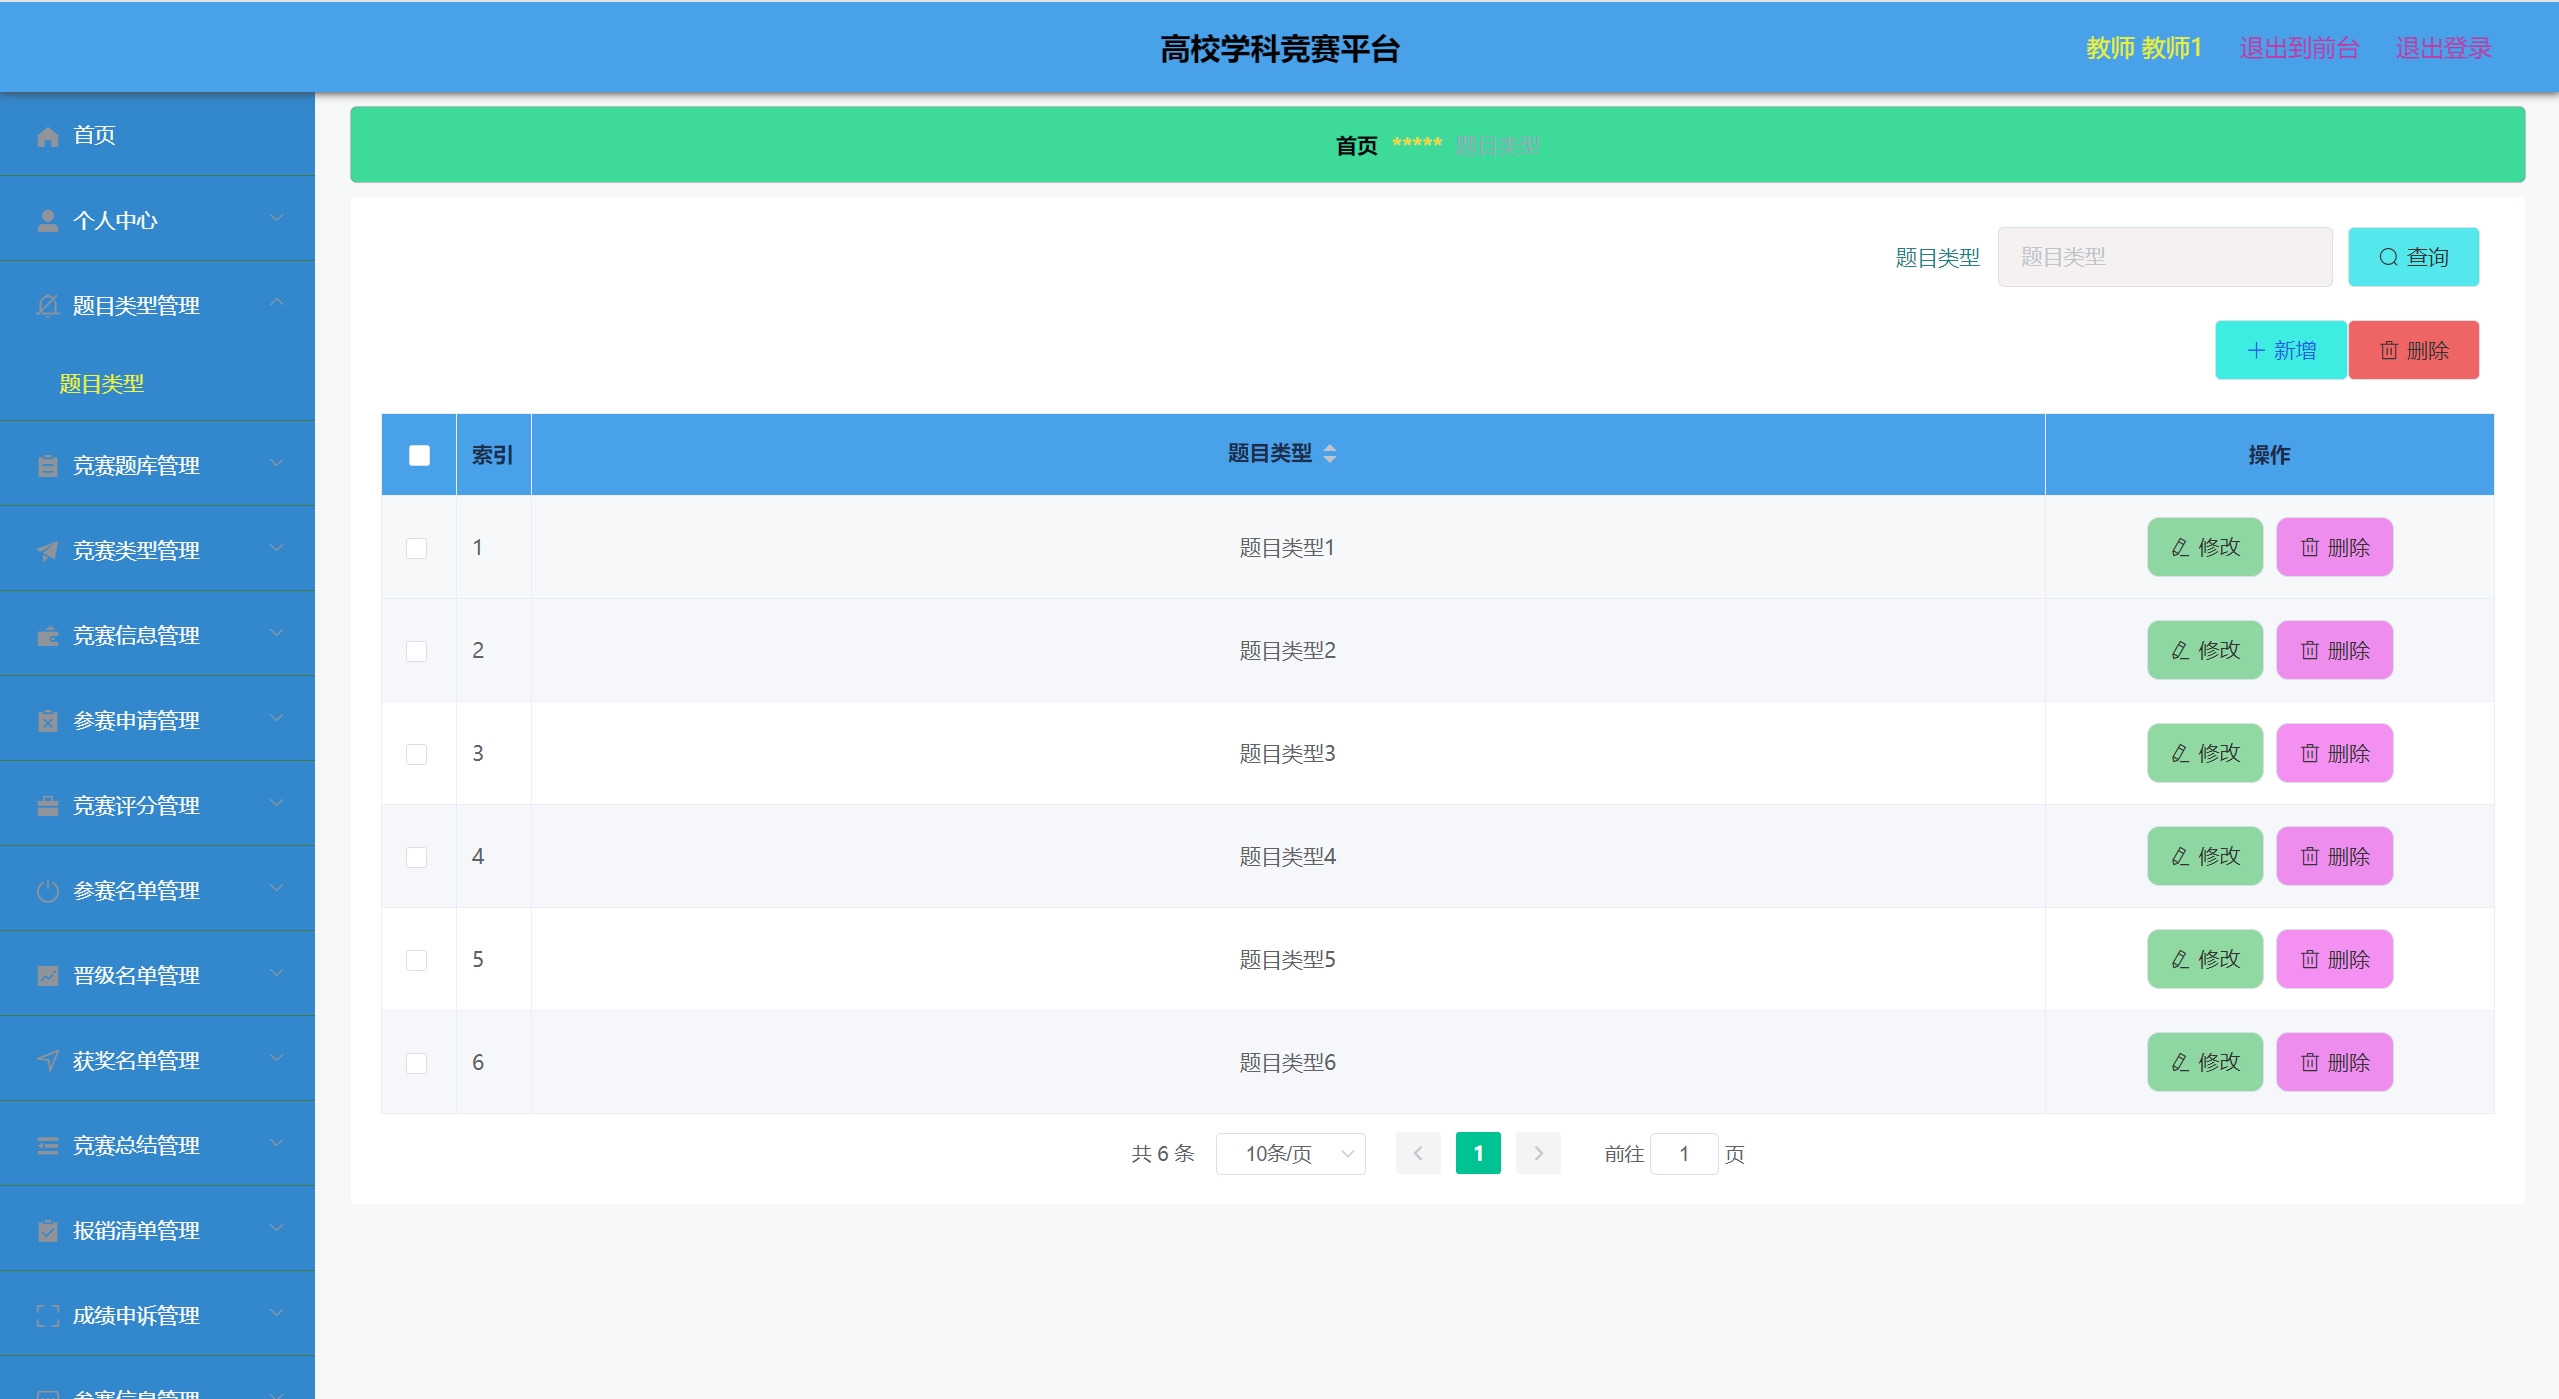 高校学科竞赛平台
教师 教师1 退出到前台 退出登录
首页
个人中心
题目类型管理
题目类型
竞赛题库管理
竞赛类型管理
竞赛信息管理
参赛申请管理
竞赛评分管理
参赛名单管理
晋级名单管理
获奖名单管理
竞赛总结管理
报销清单管理
成绩申诉管理
参赛信息管理
首页 ***** 题目类型
题目类型 题目类型 查询
新增 删除
索引 题目类型 操作
1 题目类型1 修改 删除
2 题目类型2 修改 删除
3 题目类型3 修改 删除
4 题目类型4 修改 删除
5 题目类型5 修改 删除
6 题目类型6 修改 删除
共 6 条 10条/页 1 前往 1 页